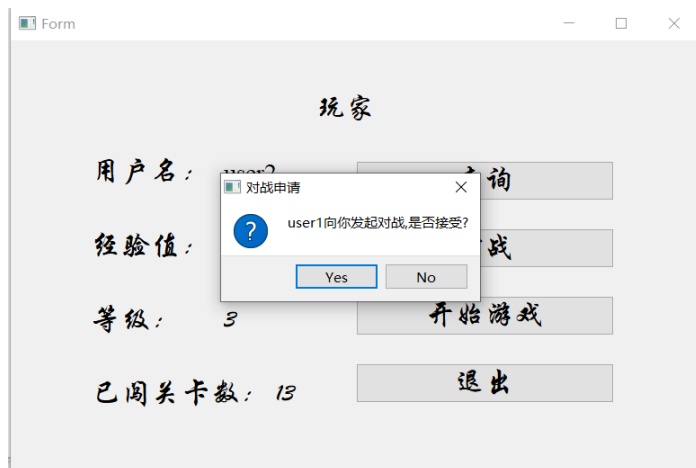 Form
玩家
用户名： user2
对战申请
user1向你发起对战,是否接受?
Yes
No
询
经验值：
战
等级： 3
开始游戏
已闯关卡数： 13
退出